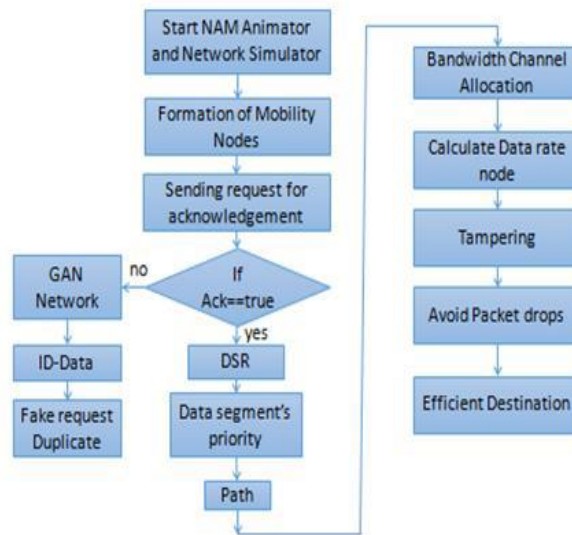 Start NAM Animator
and Network Simulator
Formation of Mobility
Nodes
Sending request for
acknowledgement
If
Ack==true
no
GAN
Network
ID-Data
Fake request
Duplicate
yes
DSR
Data segment's
priority
Path
Bandwidth Channel
Allocation
Calculate Data rate
node
Tampering
Avoid Packet drops
Efficient Destination